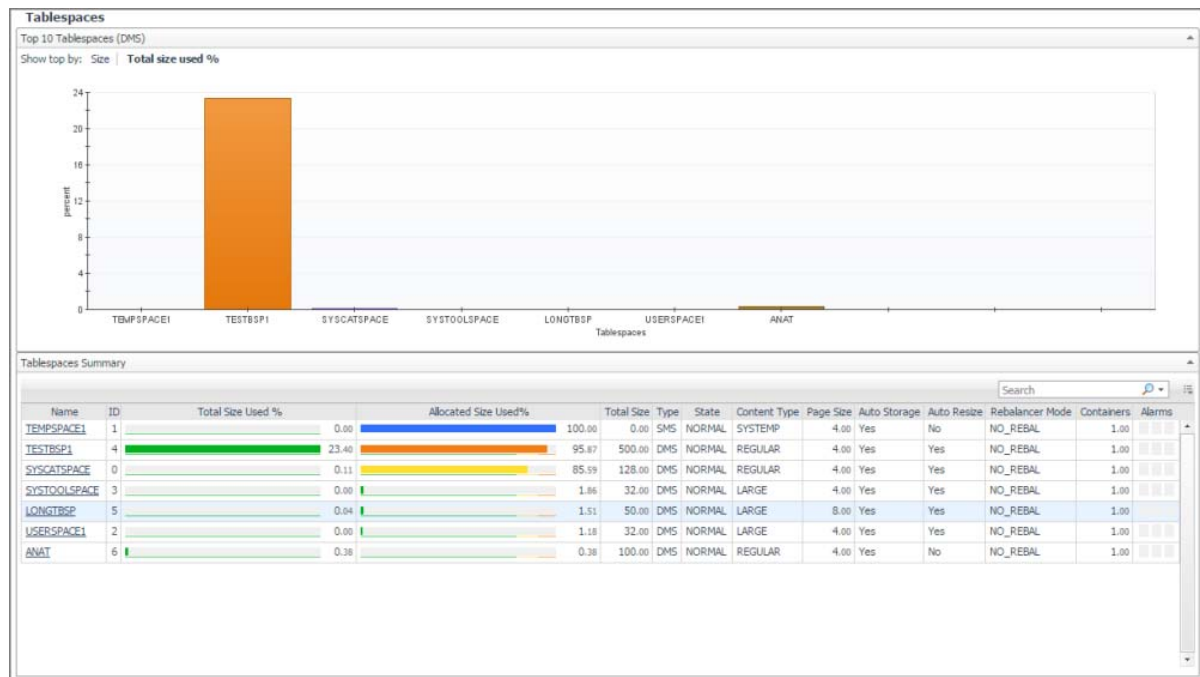 Tablespaces
Top 10 Tablespaces (DMS)
Show top by: Size | Total size used %
24
20
16
12
8
4
0
percent
TEMPSPACE1 TESTBSP1 SYSCATSPACE SYSTOOLSPACE LONGTBSP USERSPACE1 ANAT
Tablespaces
Tablespaces Summary
Search
Name ID Total Size Used % Allocated Size Used% Total Size Type State Content Type Page Size Auto Storage Auto Resize Rebalancer Mode Containers Alarms
TEMPSPACE1 1 0.00 100.00 0.00 SMS NORMAL SYSTEMP 4.00 Yes No NO_REBAL 1.00
TESTBSP1 4 23.40 95.87 500.00 DMS NORMAL REGULAR 4.00 Yes Yes NO_REBAL 1.00
SYSCATSPACE 0 0.11 85.59 128.00 DMS NORMAL REGULAR 4.00 Yes Yes NO_REBAL 1.00
SYSTOOLSPACE 3 0.00 1.86 32.00 DMS NORMAL LARGE 4.00 Yes Yes NO_REBAL 1.00
LONGTBSP 5 0.04 1.51 50.00 DMS NORMAL LARGE 8.00 Yes Yes NO_REBAL 1.00
USERSPACE1 2 0.00 1.18 32.00 DMS NORMAL LARGE 4.00 Yes Yes NO_REBAL 1.00
ANAT 6 0.38 0.38 100.00 DMS NORMAL REGULAR 4.00 Yes No NO_REBAL 1.00